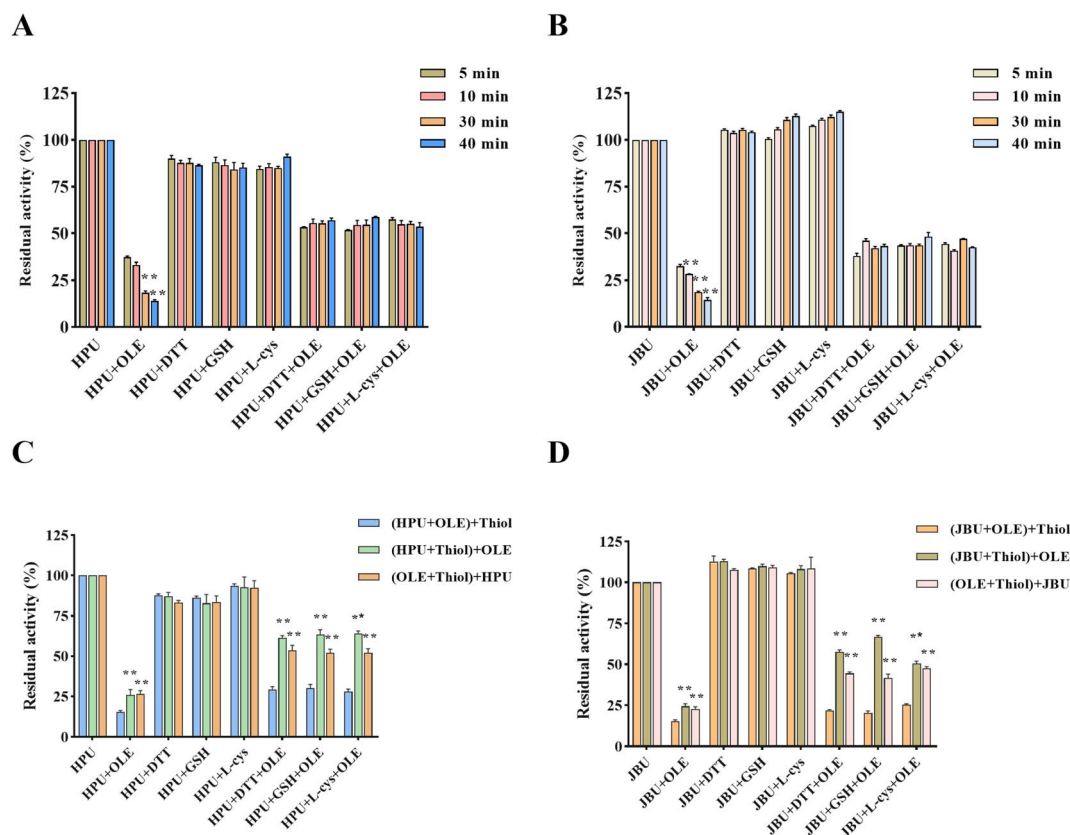 A
Residual activity (%)
125
100
75
50
25
0
5 min
10 min
30 min
40 min
** **
** **
HPU
HPU+OLE
HPU+DTT
HPU+GSH
HPU+L-cys
HPU+DTT+OLE
HPU+GSH+OLE
HPU+L-cys+OLE
B
Residual activity (%)
125
100
75
50
25
0
5 min
10 min
30 min
40 min
**
**
**
JBU
JBU+OLE
JBU+DTT
JBU+GSH
JBU+L-cys
JBU+DTT+OLE
JBU+GSH+OLE
JBU+L-cys+OLE
C
Residual activity (%)
125
100
75
50
25
0
(HPU+OLE)+Thiol
(HPU+Thiol)+OLE
(OLE+Thiol)+HPU
**
**
**
**
**
**
**
**
HPU
HPU+OLE
HPU+DTT
HPU+GSH
HPU+L-cys
HPU+DTT+OLE
HPU+GSH+OLE
HPU+L-cys+OLE
D
Residual activity (%)
125
100
75
50
25
0
(JBU+OLE)+Thiol
(JBU+Thiol)+OLE
(OLE+Thiol)+JBU
**
**
**
**
**
**
**
**
JBU
JBU+OLE
JBU+DTT
JBU+GSH
JBU+L-cys
JBU+DTT+OLE
JBU+GSH+OLE
JBU+L-cys+OLE